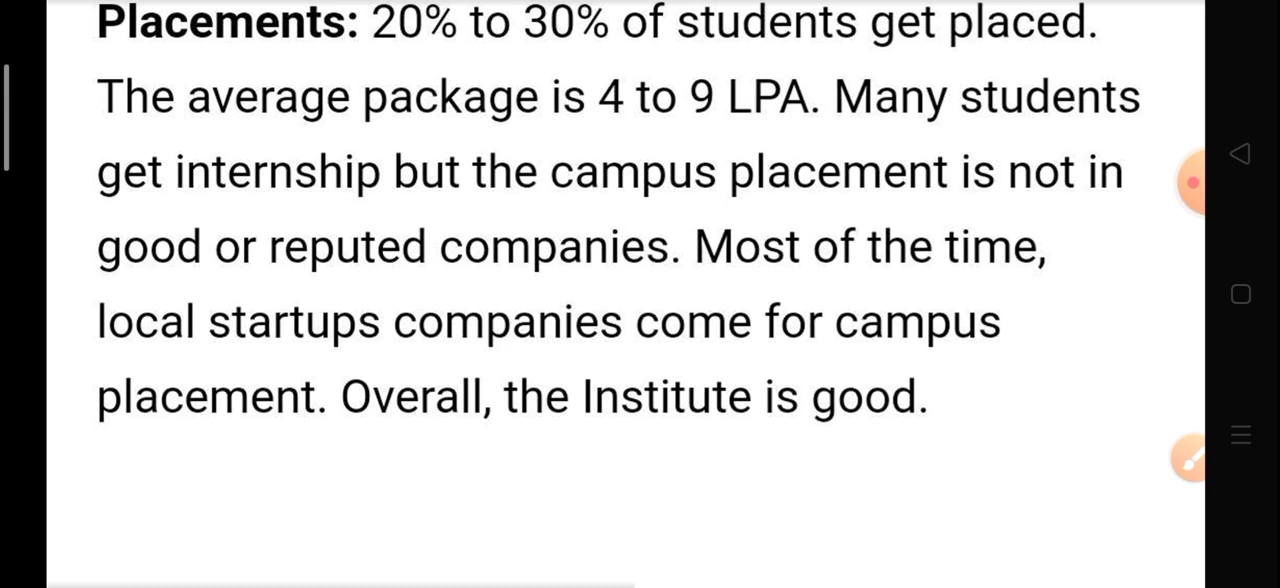 Placements: 20% to 30% of students get placed.
The average package is 4 to 9 LPA. Many students
get internship but the campus placement is not in
good or reputed companies. Most of the time,
local startups companies come for campus
placement. Overall, the Institute is good.